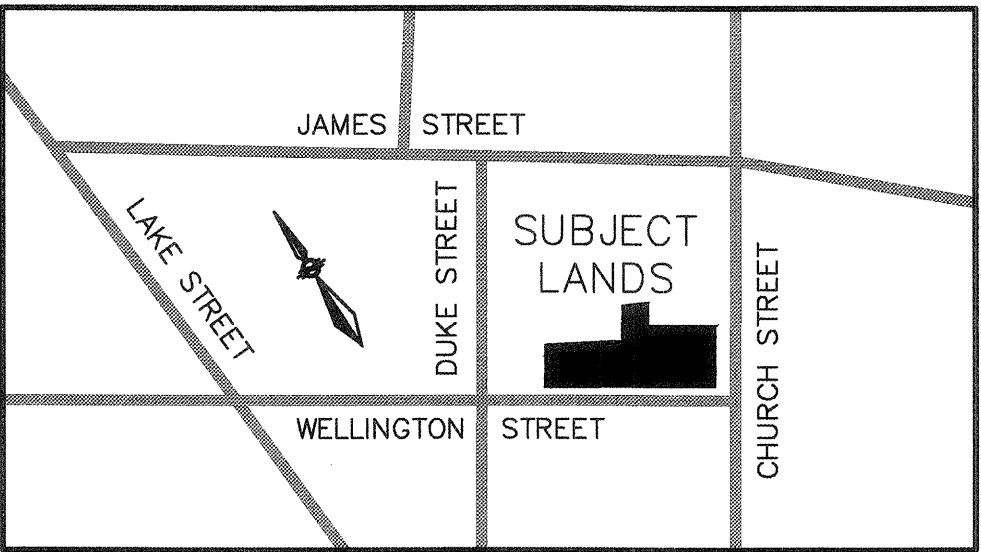 JAMES STREET
LAKE STREET
DUKE STREET
SUBJECT
LANDS
CHURCH STREET
WELLINGTON STREET